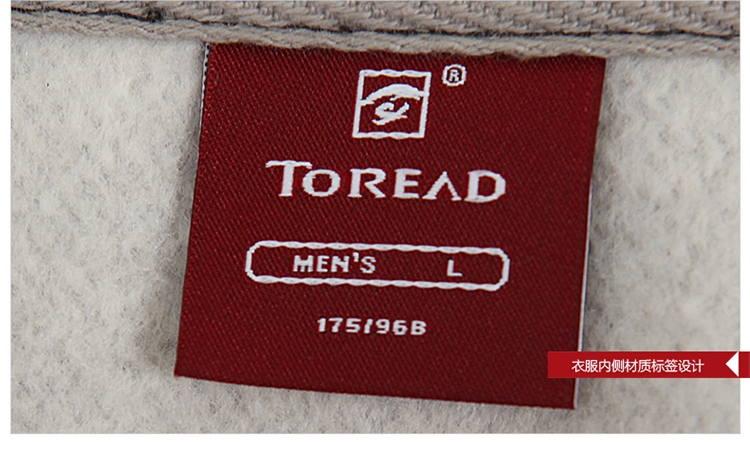 ®
TOREAD
MEN'S L
175/96B
衣服内侧材质标签设计